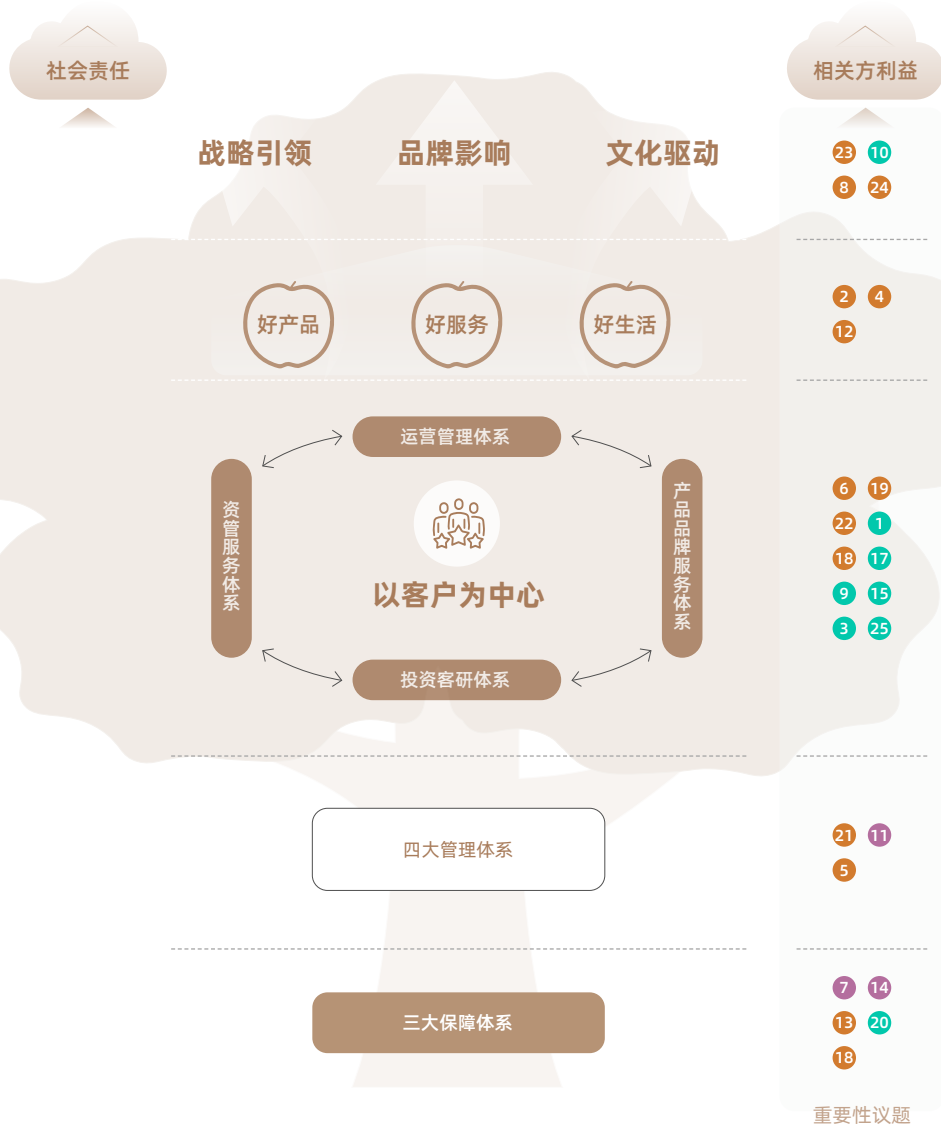 社会责任
相关方利益
战略引领
品牌影响
文化驱动
23 10
8 24
好产品
好服务
好生活
2 4
12
运营管理体系
资管服务体系
产品品牌服务体系
以客户为中心
投资客研体系
6 19
22 1
18 17
9 15
3 25
四大管理体系
21 11
5
三大保障体系
7 14
13 20
18
重要性议题